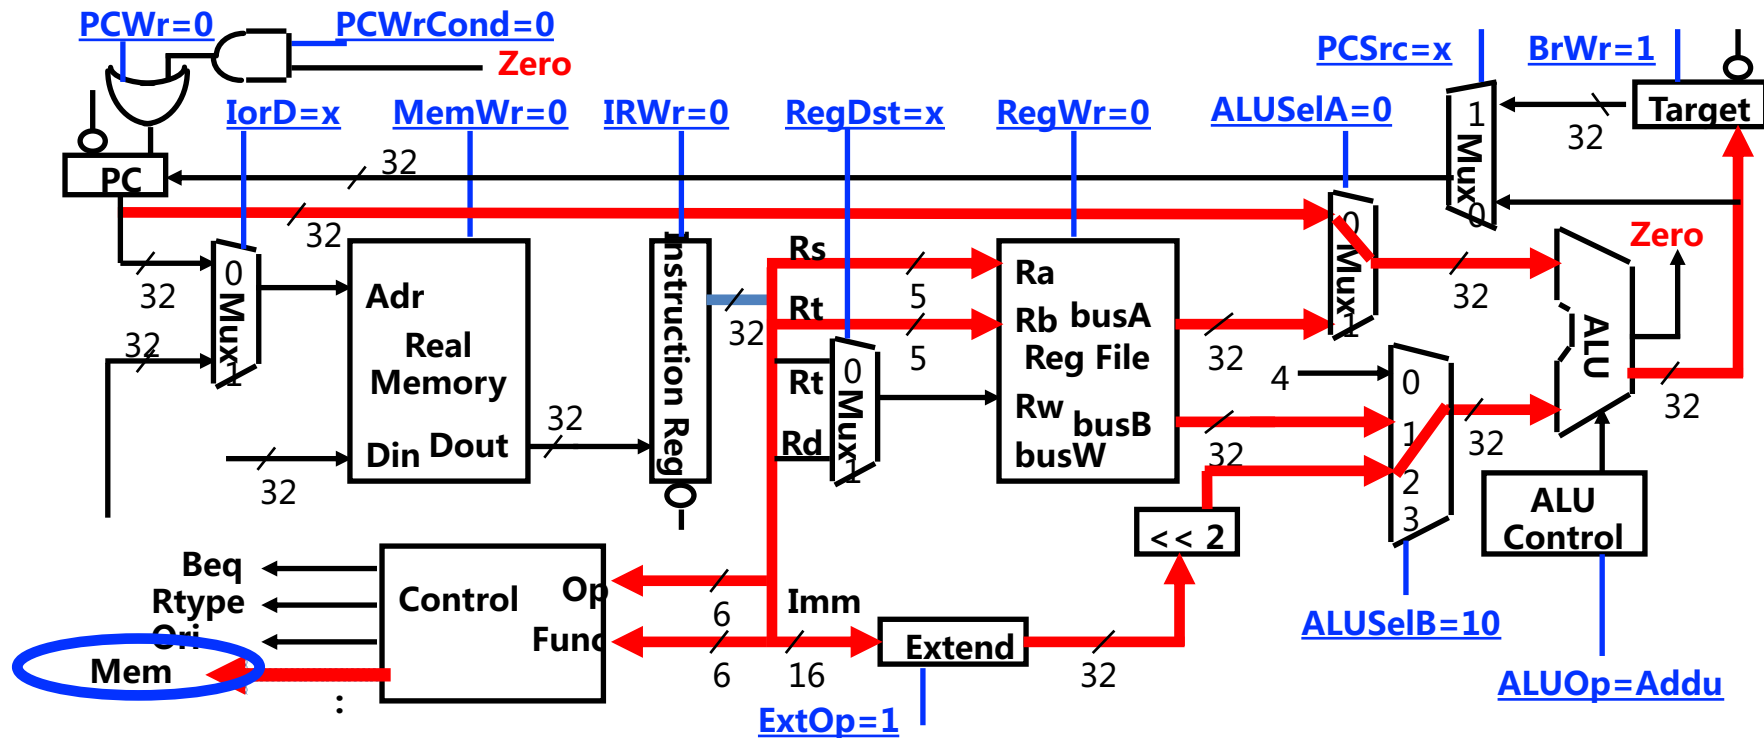 PCWr=0
PCWrCond=0
Zero
PCSrc=x
BrWr=1
IorD=x
MemWr=0
IRWr=0
RegDst=x
RegWr=0
ALUSelA=0
1
Mux
0
Target
32
PC
32
32
0
Mux
1
32
32
Adr
Real
Memory
Din
Dout
32
32
Instruction Reg
32
Rs
5
Rt
5
Rt
Rd
0
Mux
1
Ra
Rb
busA
Reg File
Rw
busB
busW
32
32
0
Mux
1
32
4
0
1
2
3
32
ALU
Zero
32
<< 2
ALU
Control
ALUSelB=10
ALUOp=Addu
Beq
Rtype
Ori
Mem
:
Control
Op
Func
6
6
Imm
16
Extend
32
ExtOp=1